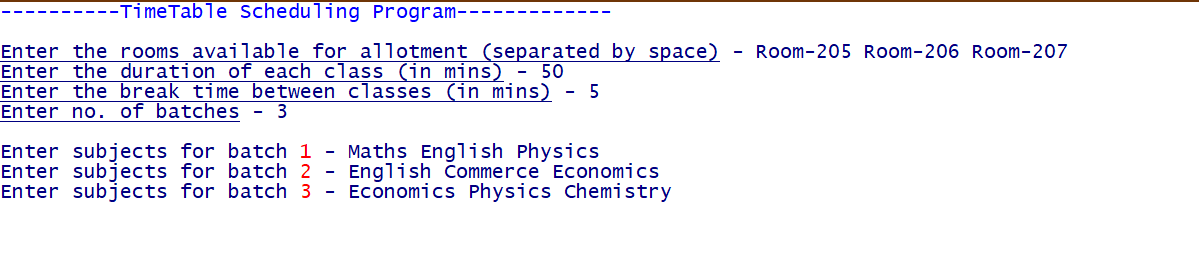 ----------TimeTable Scheduling Program-------------
Enter the rooms available for allotment (separated by space) - Room-205 Room-206 Room-207
Enter the duration of each class (in mins) - 50
Enter the break time between classes (in mins) - 5
Enter no. of batches - 3
Enter subjects for batch 1 - Maths English Physics
Enter subjects for batch 2 - English Commerce Economics
Enter subjects for batch 3 - Economics Physics Chemistry